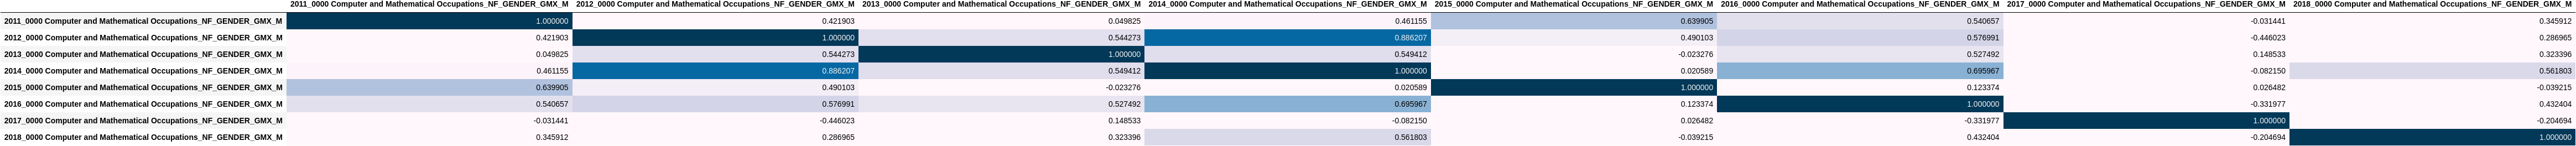 2011_0000 Computer and Mathematical Occupations_NF_GENDER_GMX_M 2012_0000 Computer and Mathematical Occupations_NF_GENDER_GMX_M 2013_0000 Computer and Mathematical Occupations_NF_GENDER_GMX_M 2014_0000 Computer and Mathematical Occupations_NF_GENDER_GMX_M 2015_0000 Computer and Mathematical Occupations_NF_GENDER_GMX_M 2016_0000 Computer and Mathematical Occupations_NF_GENDER_GMX_M 2017_0000 Computer and Mathematical Occupations_NF_GENDER_GMX_M 2018_0000 Computer and Mathematical Occupations_NF_GENDER_GMX_M
2011_0000 Computer and Mathematical Occupations_NF_GENDER_GMX_M 1.000000 0.421903 0.049825 0.461155 0.639905 0.540657 -0.031441 0.345912
2012_0000 Computer and Mathematical Occupations_NF_GENDER_GMX_M 0.421903 1.000000 0.544273 0.886207 0.490103 0.576991 -0.446023 0.286965
2013_0000 Computer and Mathematical Occupations_NF_GENDER_GMX_M 0.049825 0.544273 1.000000 0.549412 -0.023276 0.527492 0.148533 0.323396
2014_0000 Computer and Mathematical Occupations_NF_GENDER_GMX_M 0.461155 0.886207 0.549412 1.000000 0.020589 0.695967 -0.082150 0.561803
2015_0000 Computer and Mathematical Occupations_NF_GENDER_GMX_M 0.639905 0.490103 -0.023276 0.020589 1.000000 0.123374 0.026482 -0.039215
2016_0000 Computer and Mathematical Occupations_NF_GENDER_GMX_M 0.540657 0.576991 0.527492 0.695967 0.123374 1.000000 -0.331977 0.432404
2017_0000 Computer and Mathematical Occupations_NF_GENDER_GMX_M -0.031441 -0.446023 0.148533 -0.082150 0.026482 -0.331977 1.000000 -0.204694
2018_0000 Computer and Mathematical Occupations_NF_GENDER_GMX_M 0.345912 0.286965 0.323396 0.561803 -0.039215 0.432404 -0.204694 1.000000